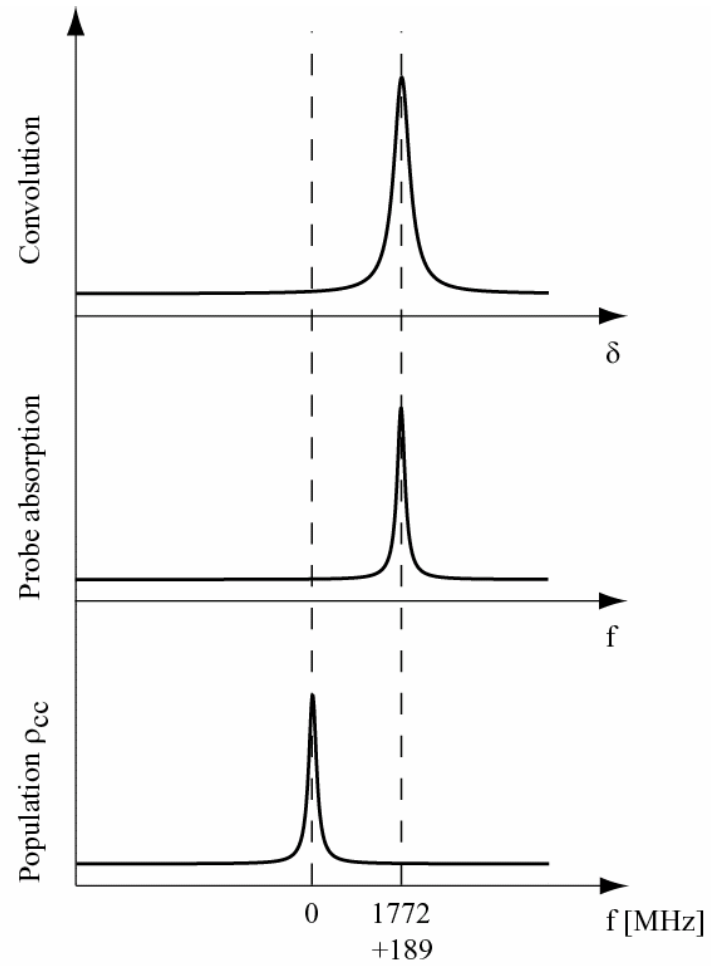 Convolution
δ
Probe absorption
f
Population ρcc
0
1772
+189
f [MHz]